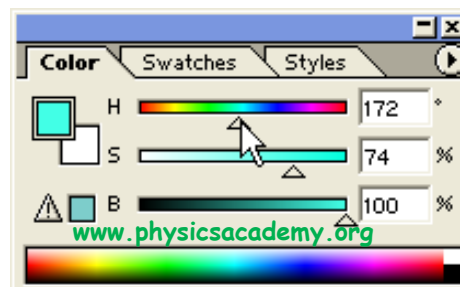 Color Swatches Styles
H 172 °
S 74 %
B 100 %
www.physicsacademy.org